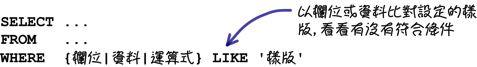 以欄位或資料比對設定的樣
版,看看有沒有符合條件
SELECT ...
FROM ...
WHERE {欄位|資料|運算式} LIKE '樣版'